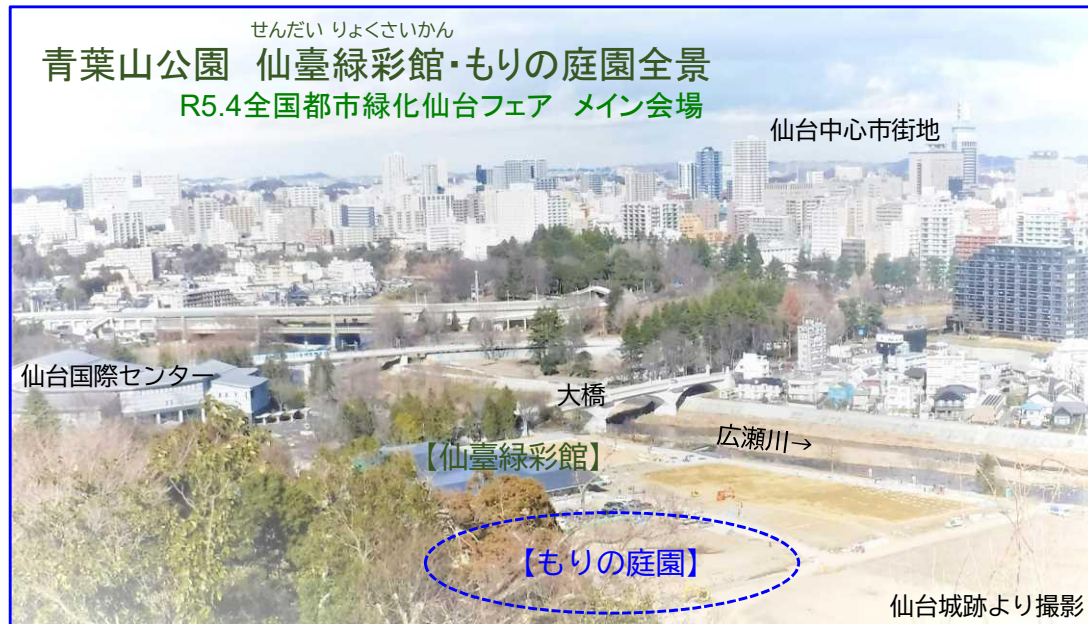 せんだい りょくさいかん
青葉山公園 仙臺緑彩館・もりの庭園全景
R5.4全国都市緑化仙台フェア メイン会場
仙台中心市街地
仙台国際センター
大橋
広瀬川→
【仙臺緑彩館】
【もりの庭園】
仙台城跡より撮影